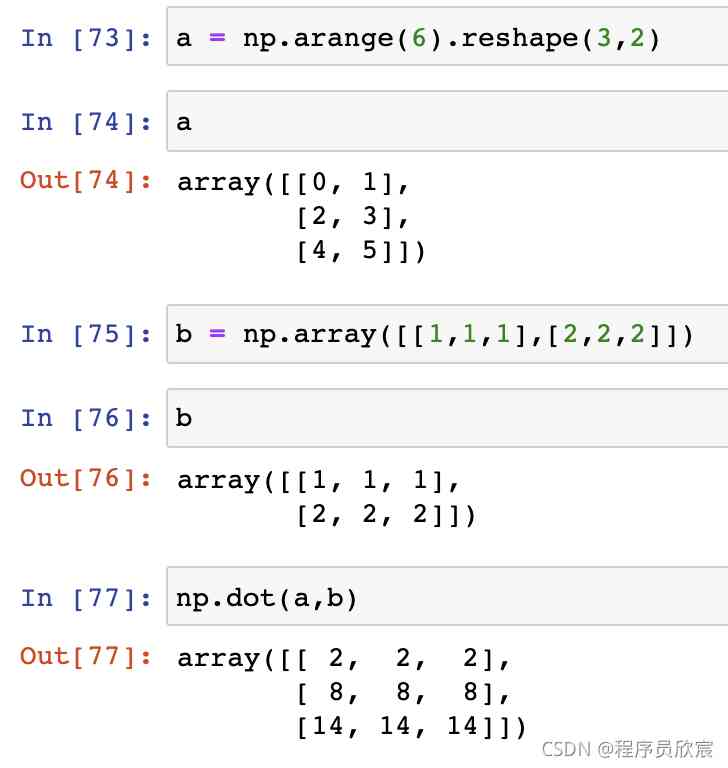 In [73]: a = np.arange(6).reshape(3,2)
In [74]: a
Out[74]: array([[0, 1],
[2, 3],
[4, 5]])
In [75]: b = np.array([[1,1,1],[2,2,2]])
In [76]: b
Out[76]: array([[1, 1, 1],
[2, 2, 2]])
In [77]: np.dot(a,b)
Out[77]: array([[ 2,  2,  2],
[ 8,  8,  8],
[14, 14, 14]])
CSDN @程序员欣宸